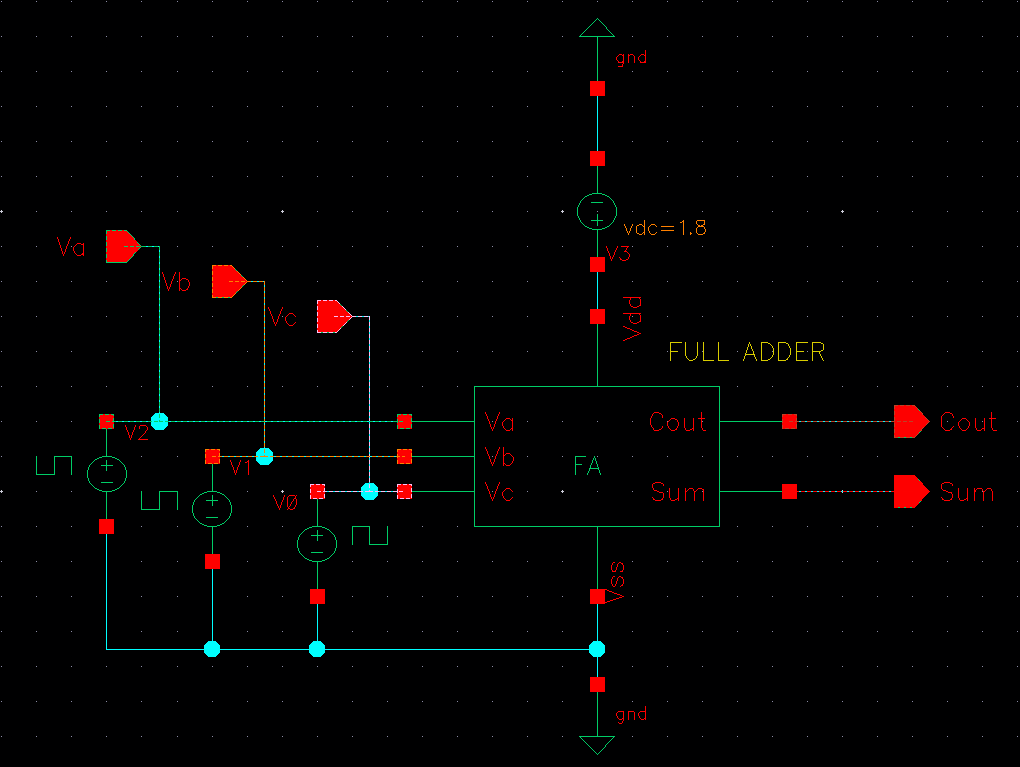 gnd
vdc=1.8
V3
Vdd
Va
Vb
Vc
FULL ADDER
Va
Vb
Vc
FA
Cout
Sum
Cout
Sum
V2
V1
VØ
Vss
gnd